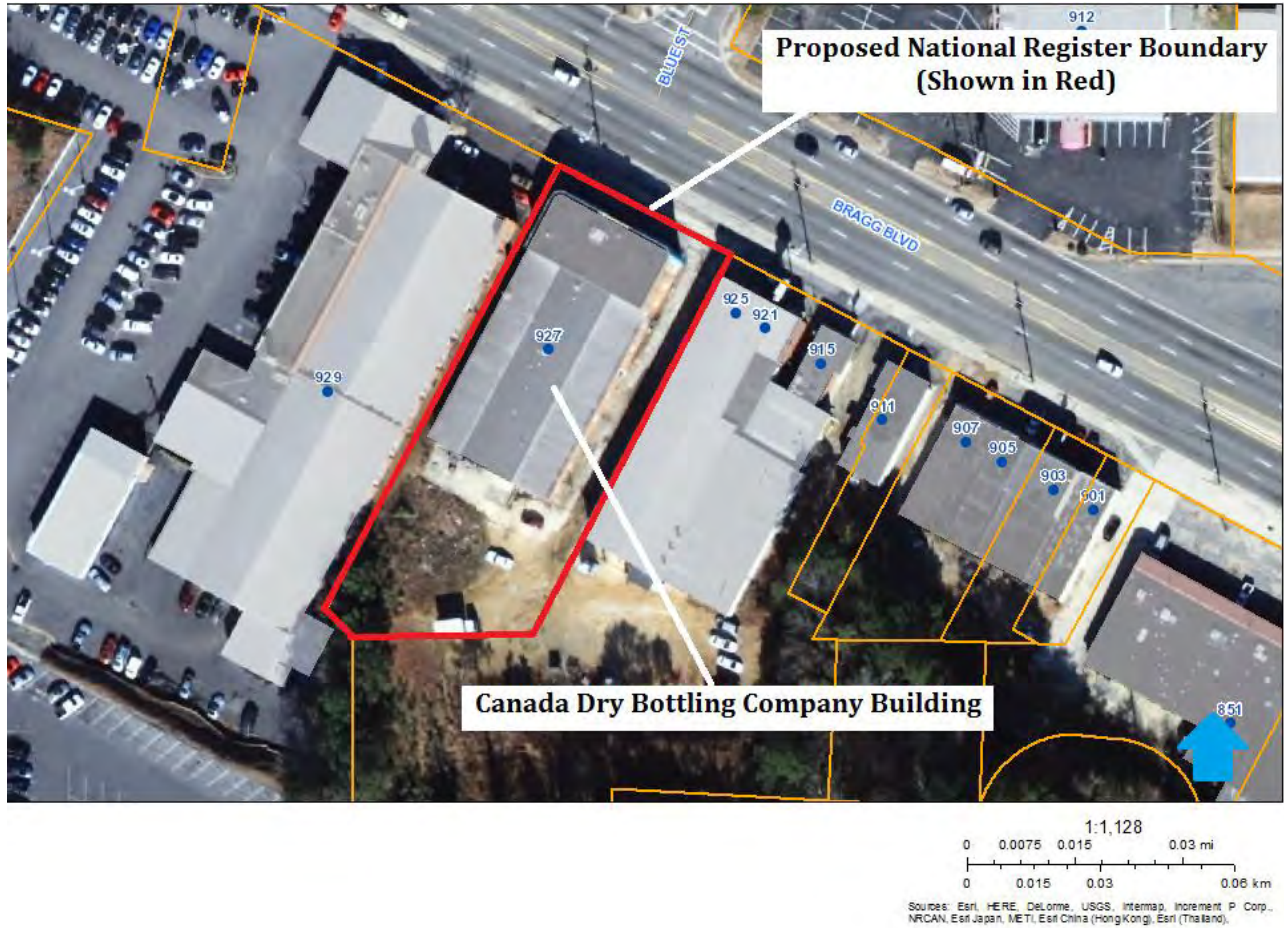 912
BLUE ST
Proposed National Register Boundary
(Shown in Red)
BRAGG BLVD
925
921
927
915
929
911
907
905
903
901
Canada Dry Bottling Company Building
851
1:1,128
0 0.0075 0.015 0.03 mi
0 0.015 0.03 0.06 km
Sources: Esri, HERE, DeLorme, USGS, Intermap, increment P Corp.,
NRCAN, Esri Japan, METI, Esri China (Hong Kong), Esri (Thailand),